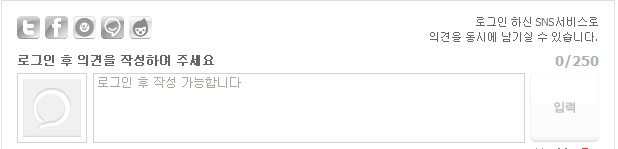 로그인 하신 SNS서비스로
의견을 동시에 남기실 수 있습니다.
로그인 후 의견을 작성하여 주세요
0/250
로그인 후 작성 가능합니다
입력